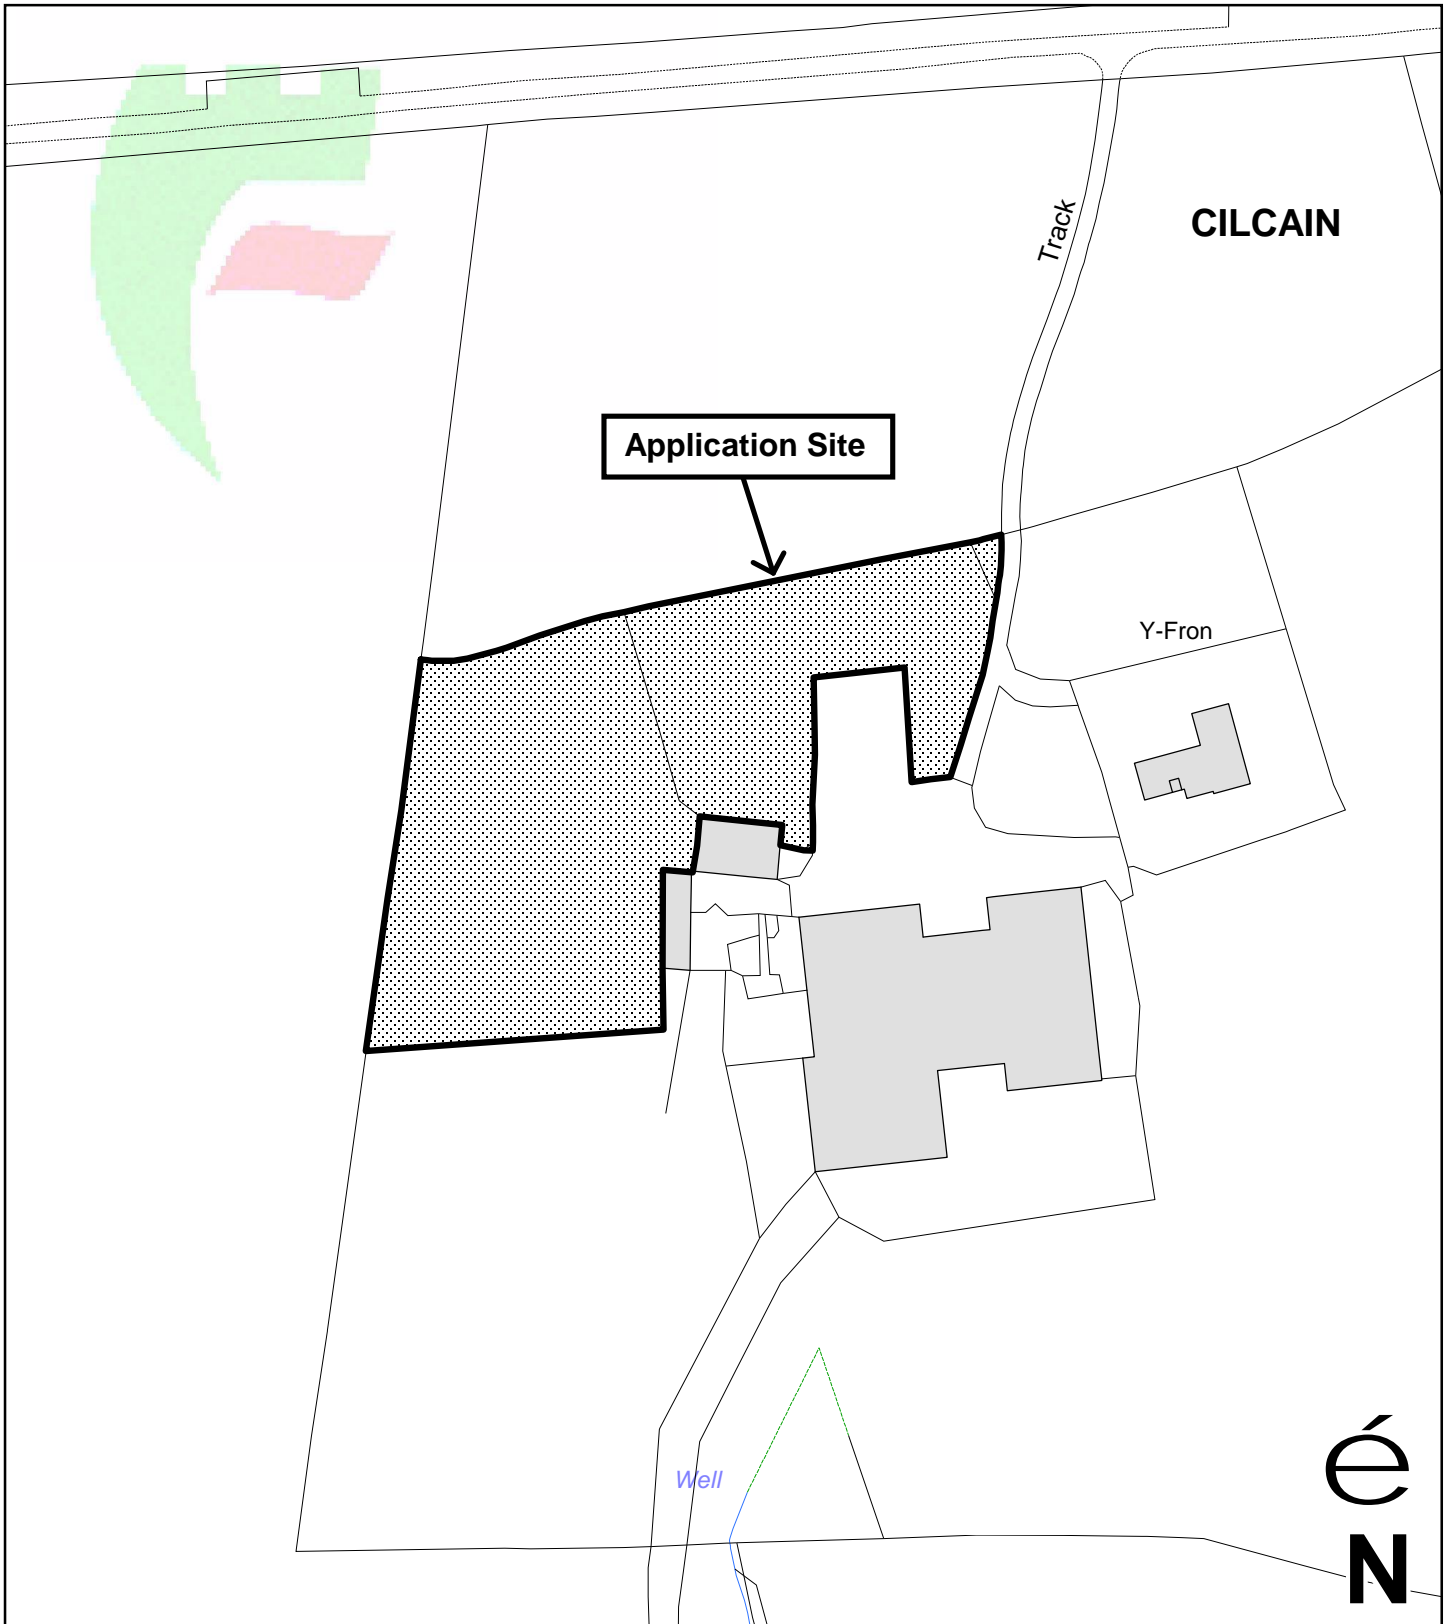 CILCAIN
Track
Application Site
Y-Fron
Well
é
N